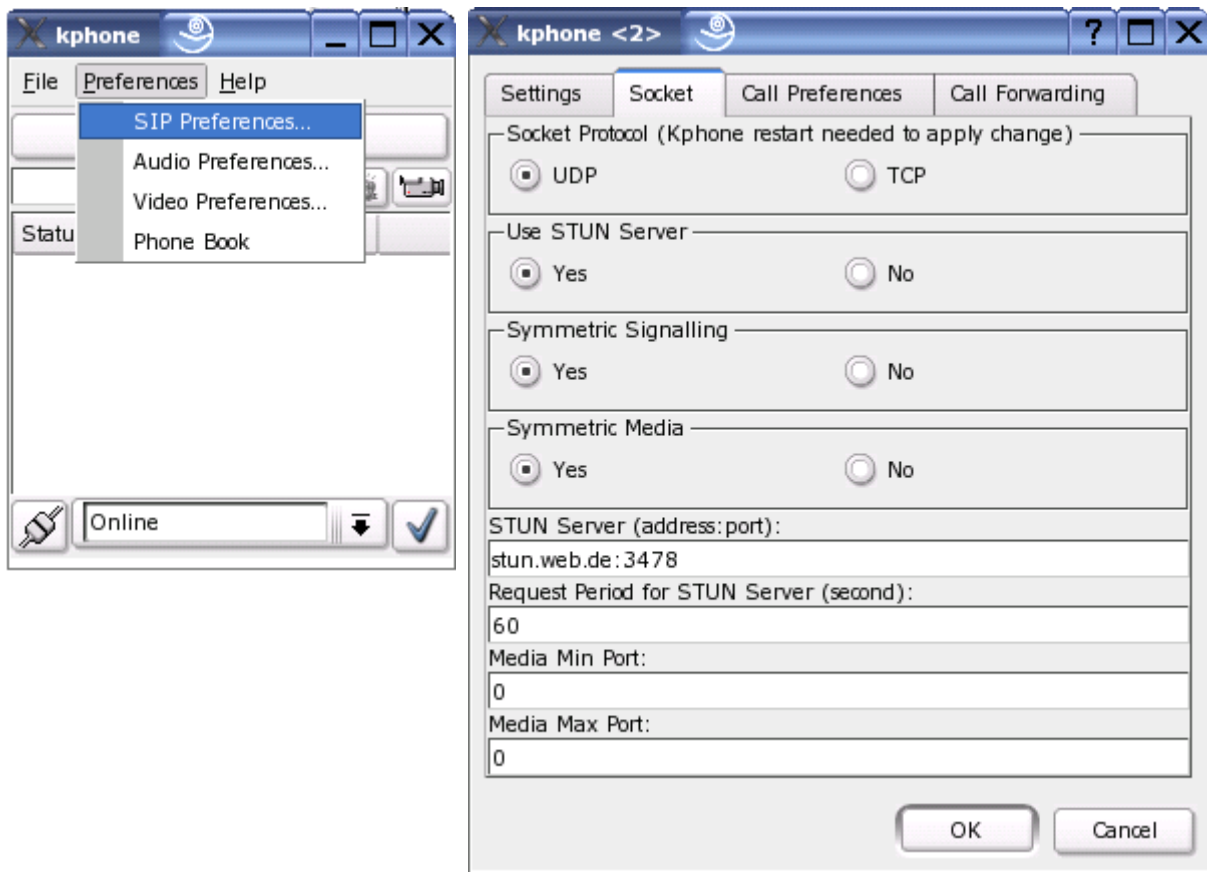 kphone
File Preferences Help
SIP Preferences...
Audio Preferences...
Video Preferences...
Phone Book
Statu
Online
kphone <2>
Settings Socket Call Preferences Call Forwarding
Socket Protocol (Kphone restart needed to apply change)
UDP TCP
Use STUN Server
Yes No
Symmetric Signalling
Yes No
Symmetric Media
Yes No
STUN Server (address:port):
stun.web.de:3478
Request Period for STUN Server (second):
60
Media Min Port:
0
Media Max Port:
0
OK Cancel